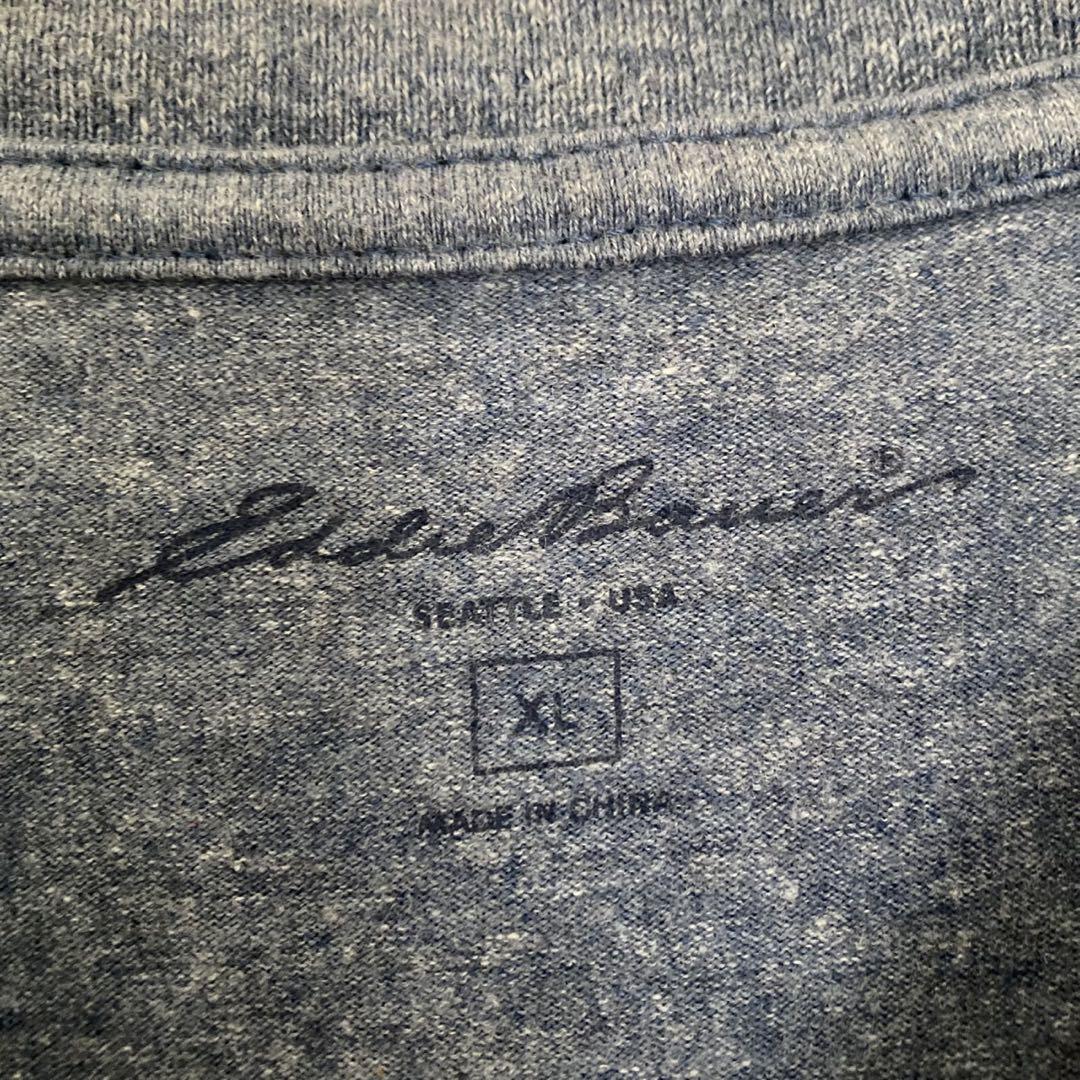 Eddie Bauer®
SEATTLE • USA
XL
MADE IN CHINA